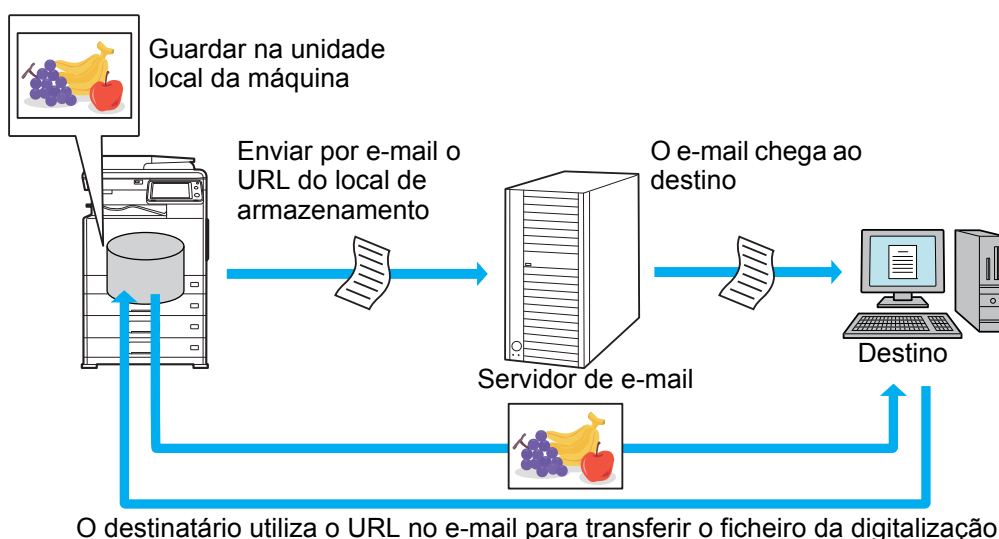 Guardar na unidade
local da máquina
Enviar por e-mail o
URL do local de
armazenamento
O e-mail chega ao
destino
Servidor de e-mail
Destino
O destinatário utiliza o URL no e-mail para transferir o ficheiro da digitalização